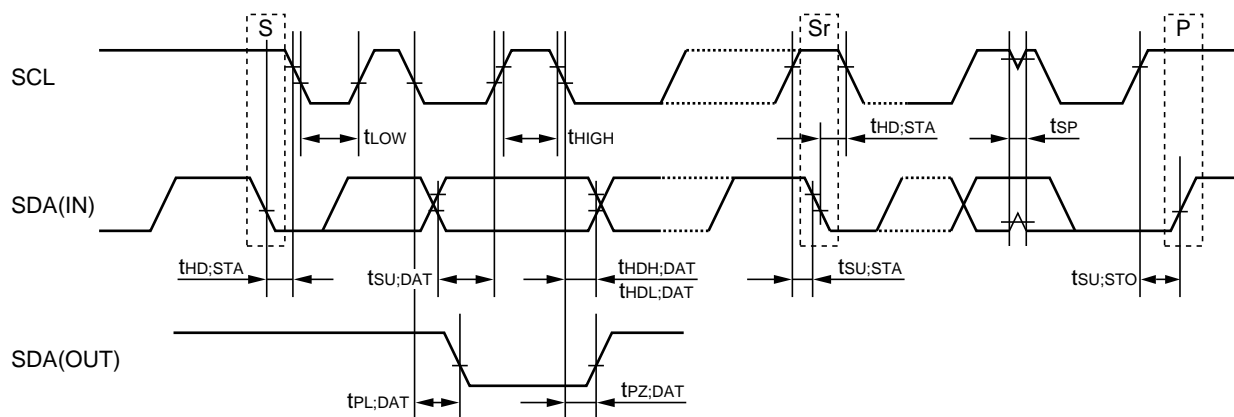 S Sr P
SCL
tLOW tHIGH tHD;STA tSP
SDA(IN)
tHD;STA tSU;DAT tHDH;DAT tSU;STA tSU;STO
tHDL;DAT
SDA(OUT)
tPL;DAT tPZ;DAT